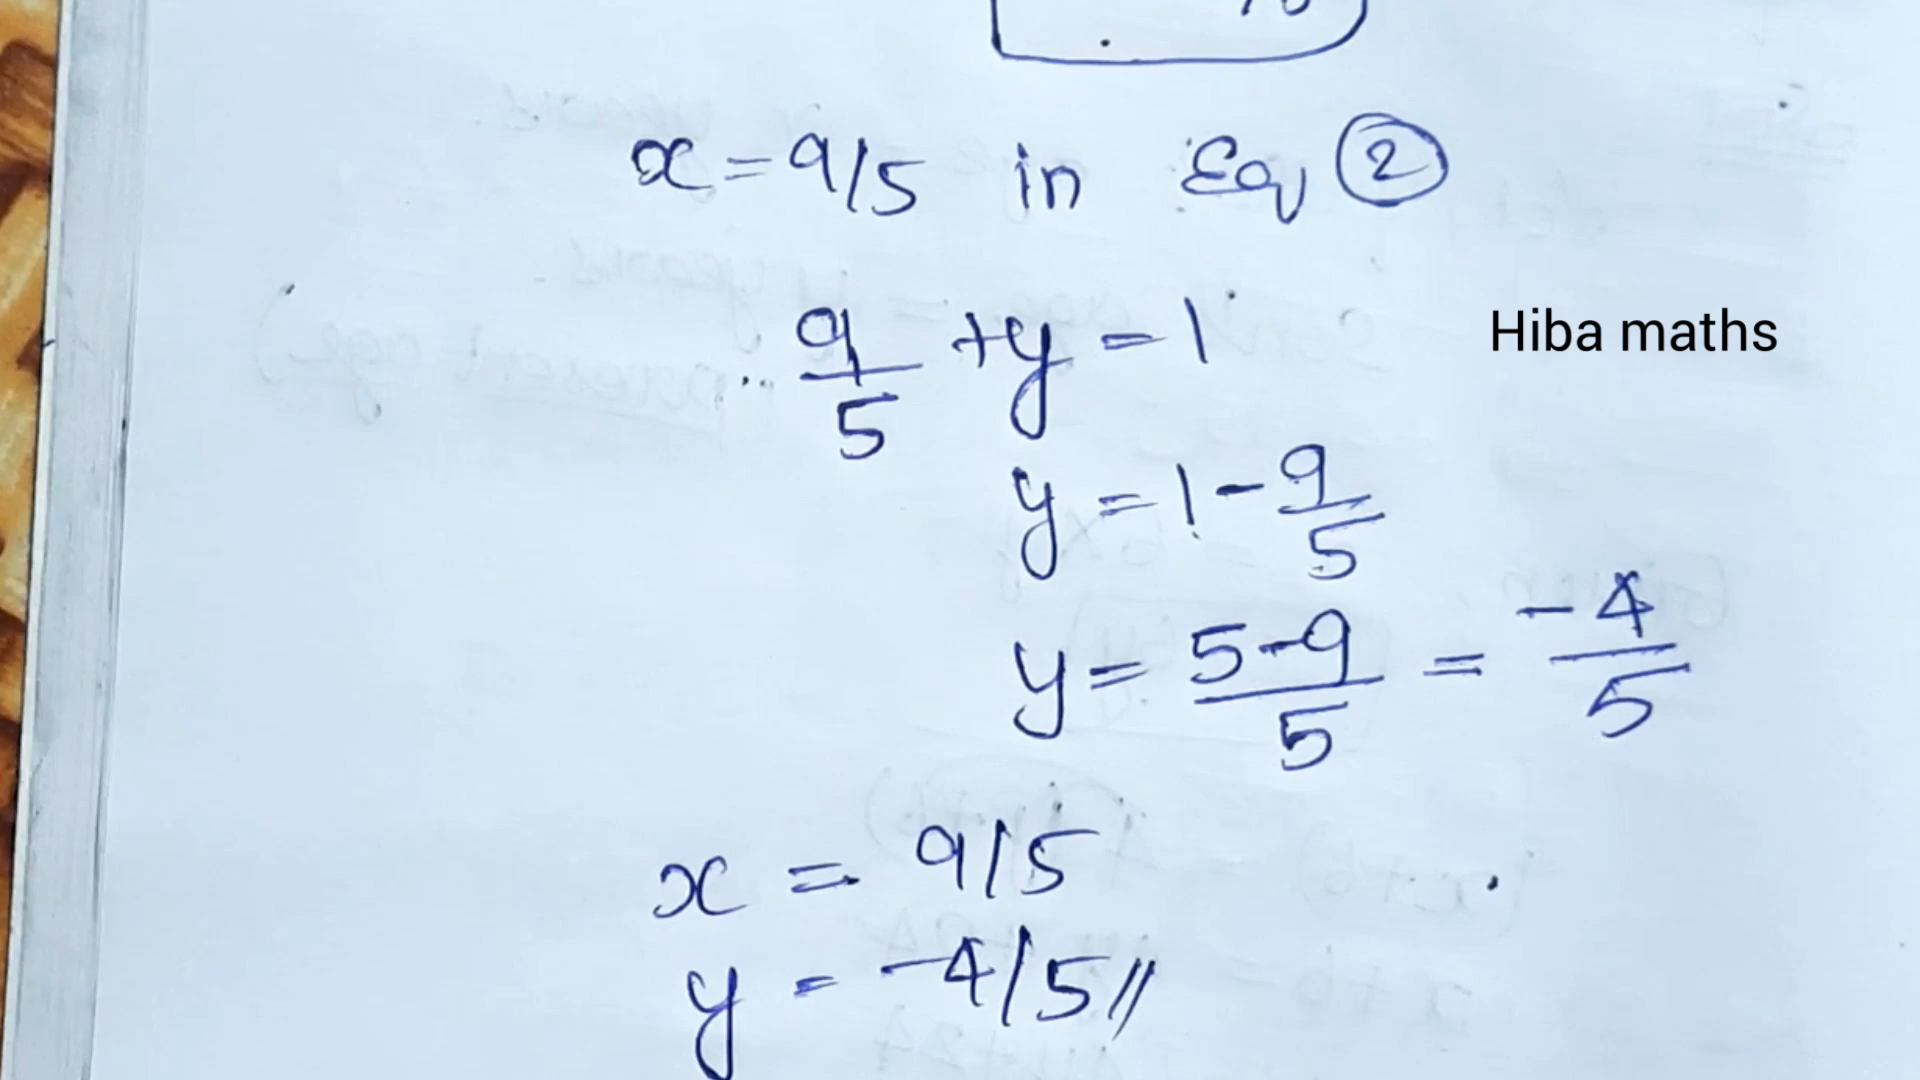 x = 9/5 in Eq ②
9/5 + y = 1
Hiba maths
y = 1 - 9/5
y = 5-9/5 = -4/5
x = 9/5
y = -4/5//